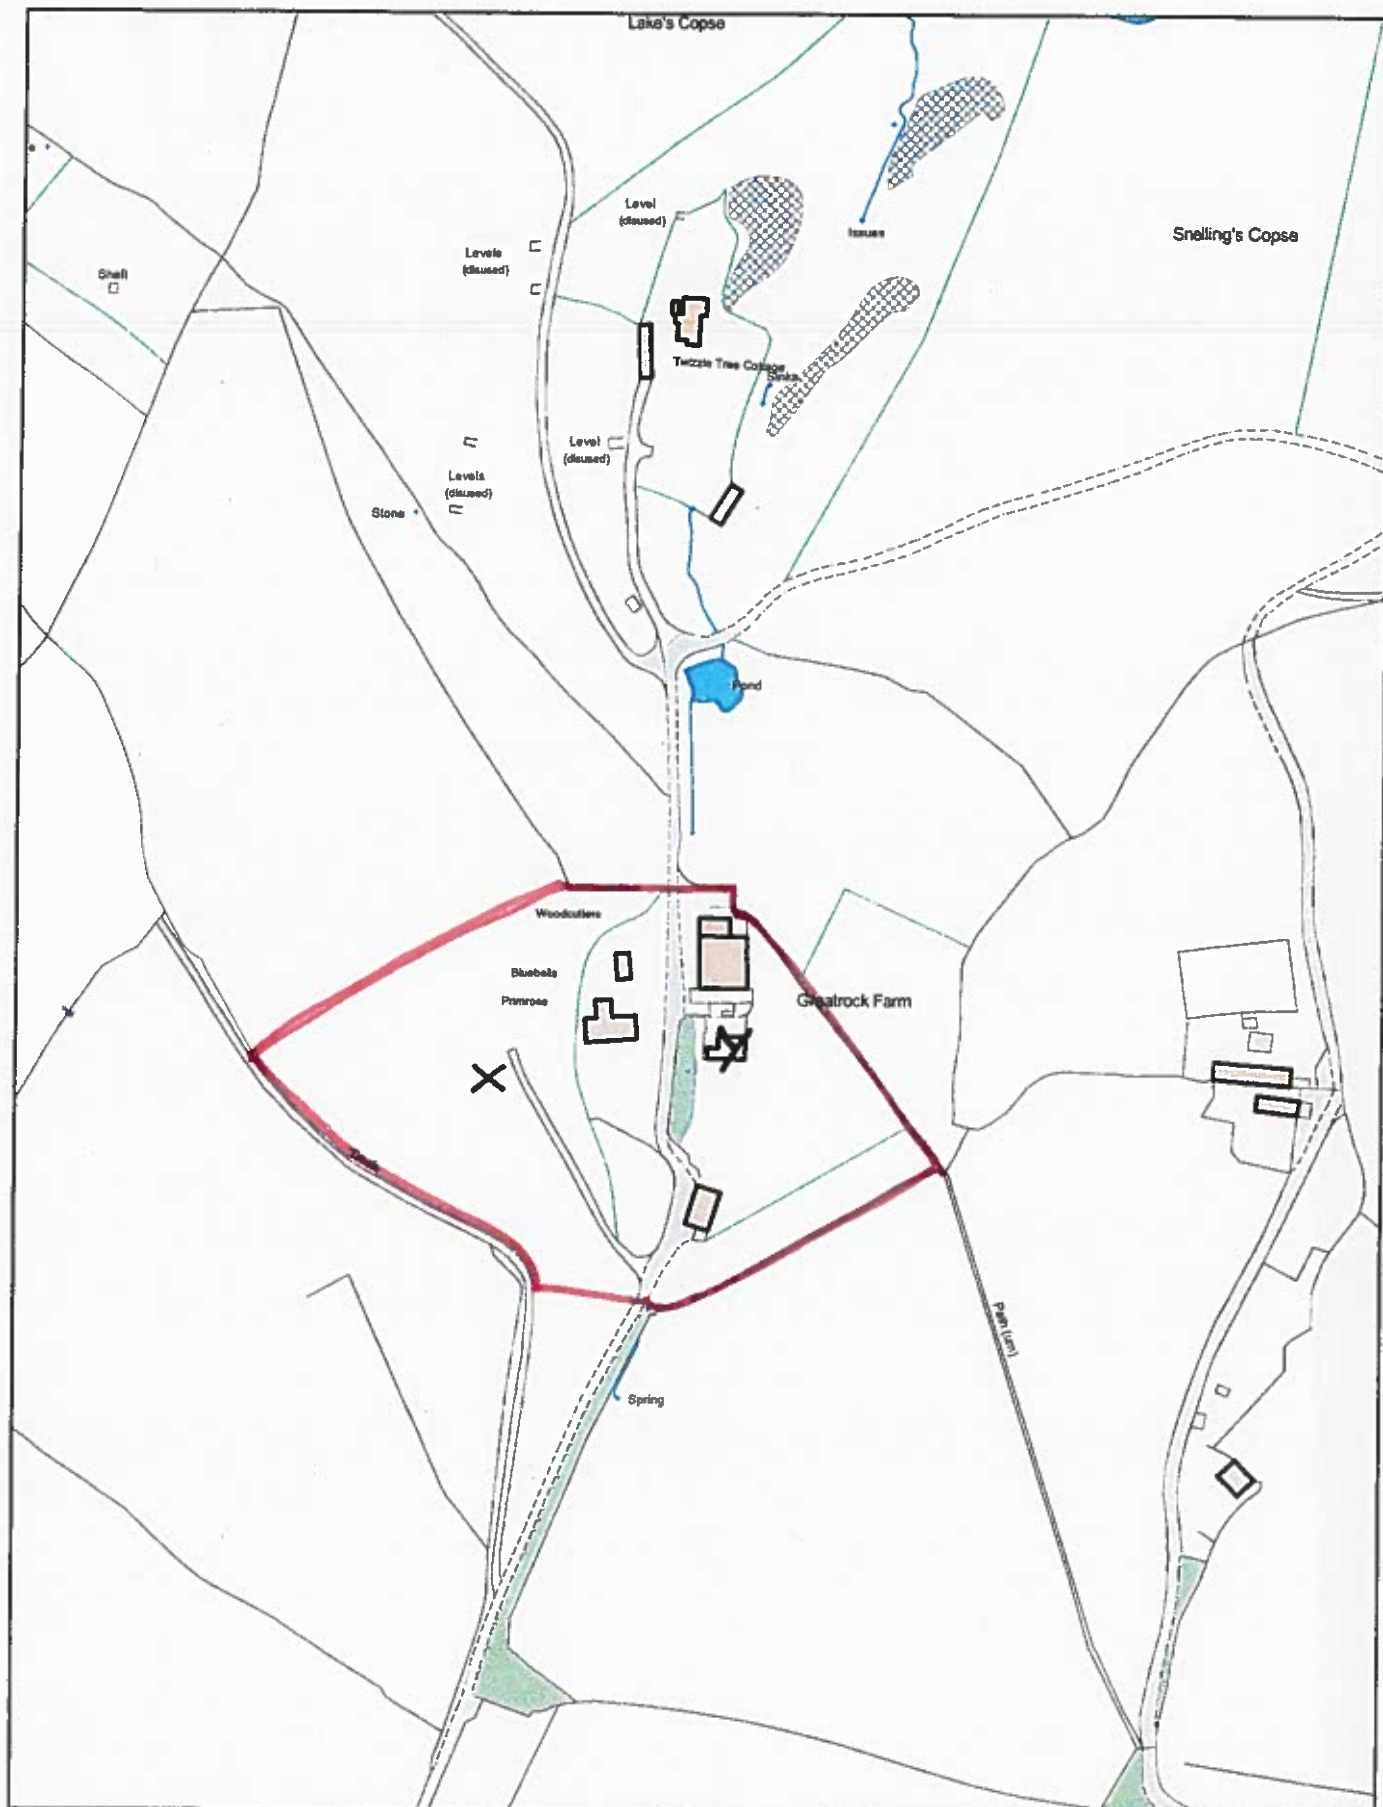 Lake's Copse
Level
(disused)
Issues
Snelling's Copse
Levels
(disused)
Shaft
Twizzle Tree Cottage
Sinks
Level
(disused)
Levels
(disused)
Stone
Pond
Woodcutters
Bluebells
Primrose
Greatrock Farm
Track
Path (um)
Spring